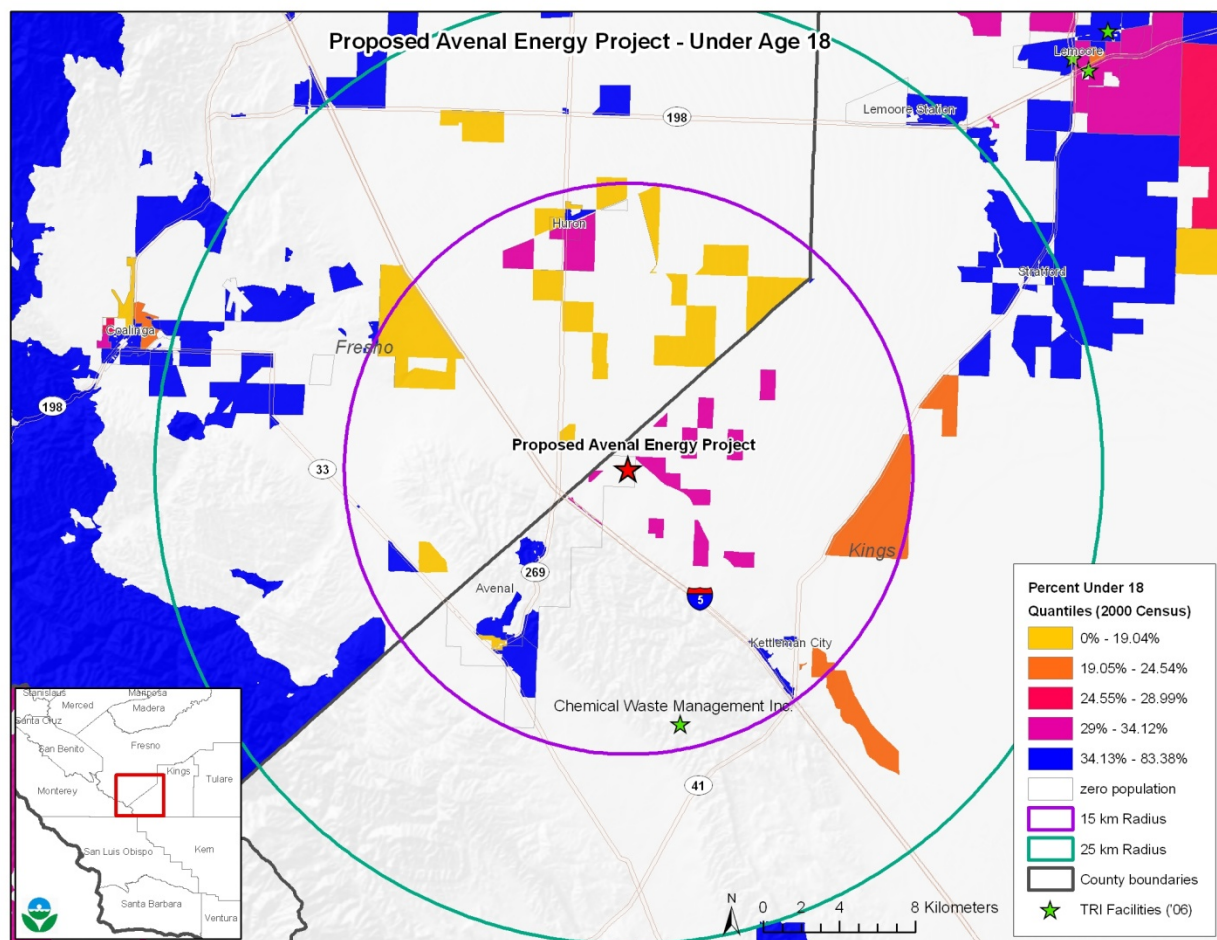 Proposed Avenal Energy Project - Under Age 18
Lemoore
Lemoore Station
198
Huron
Stratford
Coalinga
Fresno
198
Proposed Avenal Energy Project
33
Kings
269
Avenal
5
Kettleman City
Chemical Waste Management Inc.
41
Percent Under 18
Quantiles (2000 Census)
0% - 19.04%
19.05% - 24.54%
24.55% - 28.99%
29% - 34.12%
34.13% - 83.38%
zero population
15 km Radius
25 km Radius
County boundaries
TRI Facilities ('06)
Stanislaus
Mariposa
Merced
Madera
Santa Cruz
San Benito
Fresno
Kings
Tulare
Monterey
San Luis Obispo
Kern
Santa Barbara
Ventura
N
0 2 4 8 Kilometers